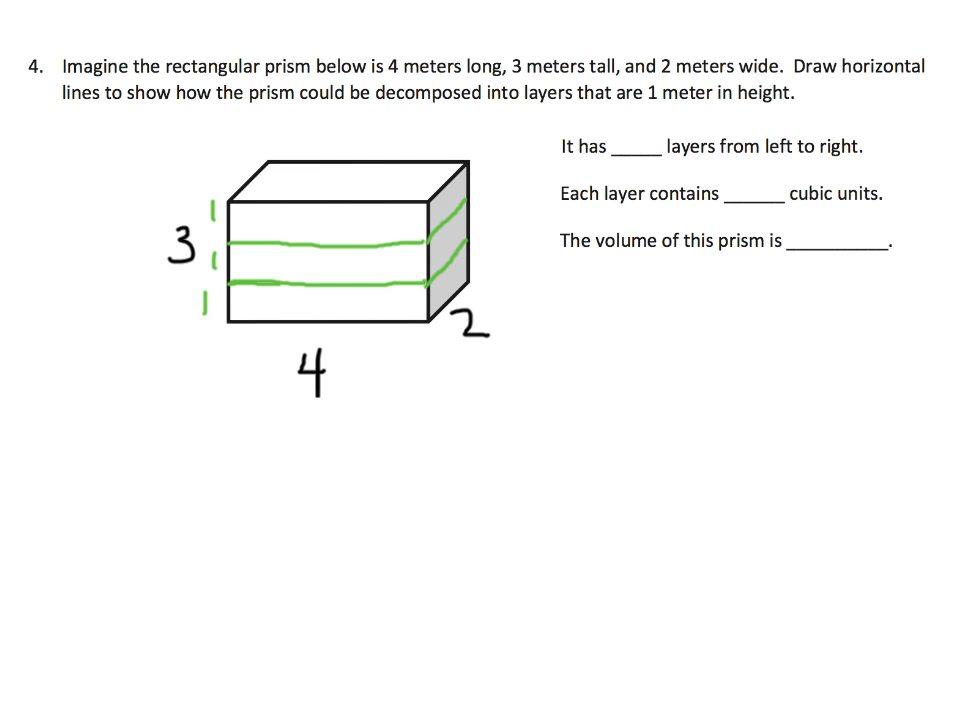 4. Imagine the rectangular prism below is 4 meters long, 3 meters tall, and 2 meters wide. Draw horizontal
lines to show how the prism could be decomposed into layers that are 1 meter in height.
It has _____ layers from left to right.
Each layer contains ______ cubic units.
The volume of this prism is __________.
1
3
1
1
2
4